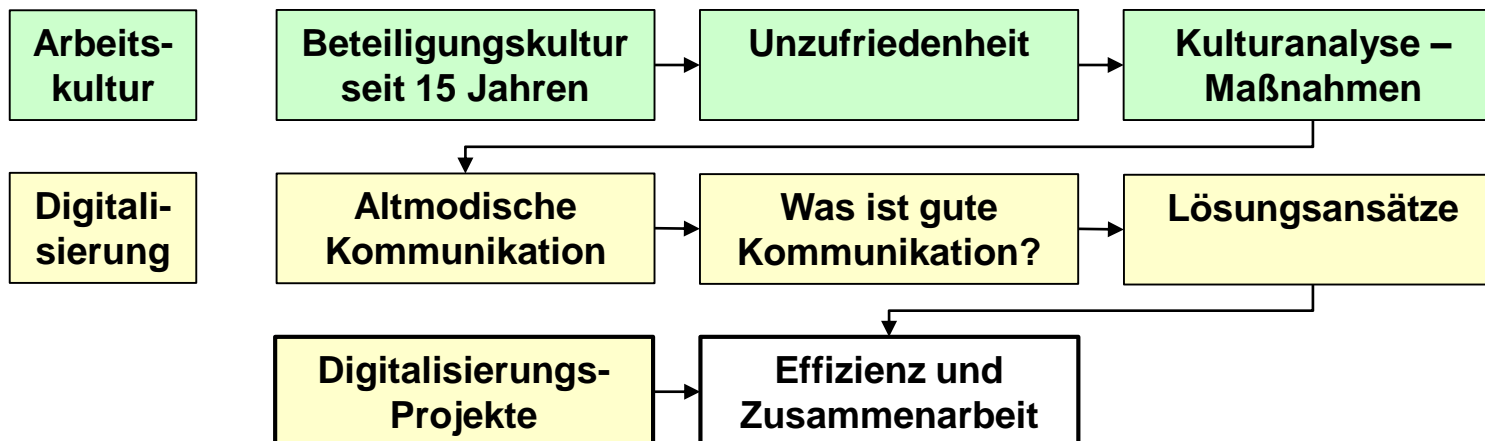 Arbeits-
kultur
Beteiligungskultur
seit 15 Jahren
Unzufriedenheit
Kulturanalyse –
Maßnahmen
Digitali-
sierung
Altmodische
Kommunikation
Was ist gute
Kommunikation?
Lösungsansätze
Digitalisierungs-
Projekte
Effizienz und
Zusammenarbeit